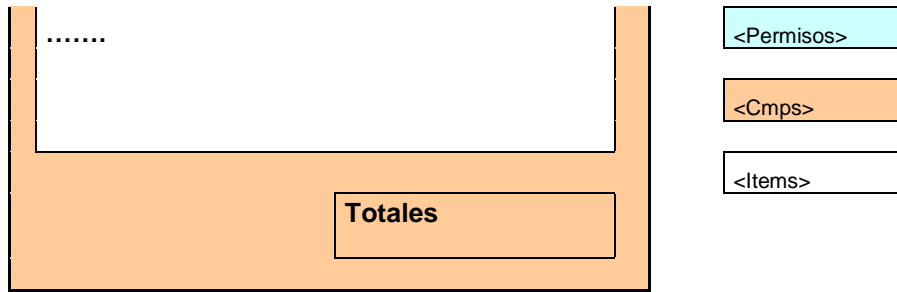 .......
Totales
<Permisos>
<Cmps>
<Items>